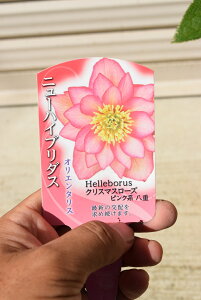 ニューハイブリダス
オリエンタリス
Helleborus
クリスマスローズ
ピンク系 八重
最新の交配を
求め続けます。